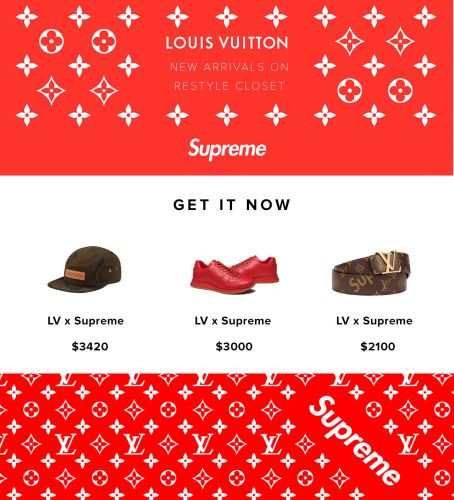 LOUIS VUITTON
NEW ARRIVALS ON
RESTYLE CLOSET
Supreme
GET IT NOW
LV x Supreme
LV x Supreme
LV x Supreme
$3420
$3000
$2100
Supreme